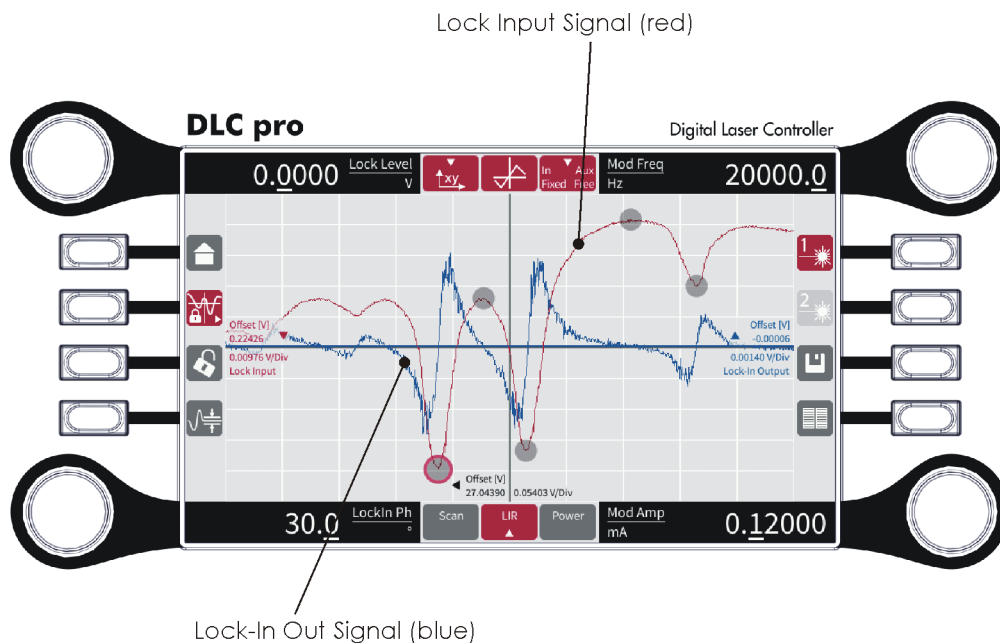 Lock Input Signal (red)
DLC pro
Digital Laser Controller
0.0000
Lock Level
V
xy
In Aux
Fixed Free
Mod Freq
Hz
20000.0
1
2
Offset [V]
0.22426
0.00976 V/Div
Lock Input
Offset [V]
-0.00006
0.00140 V/Div
Lock-In Output
Offset [V]
27.04390 0.05403 V/Div
30.0
LockIn Ph
°
Scan
LIR
Power
Mod Amp
mA
0.12000
Lock-In Out Signal (blue)